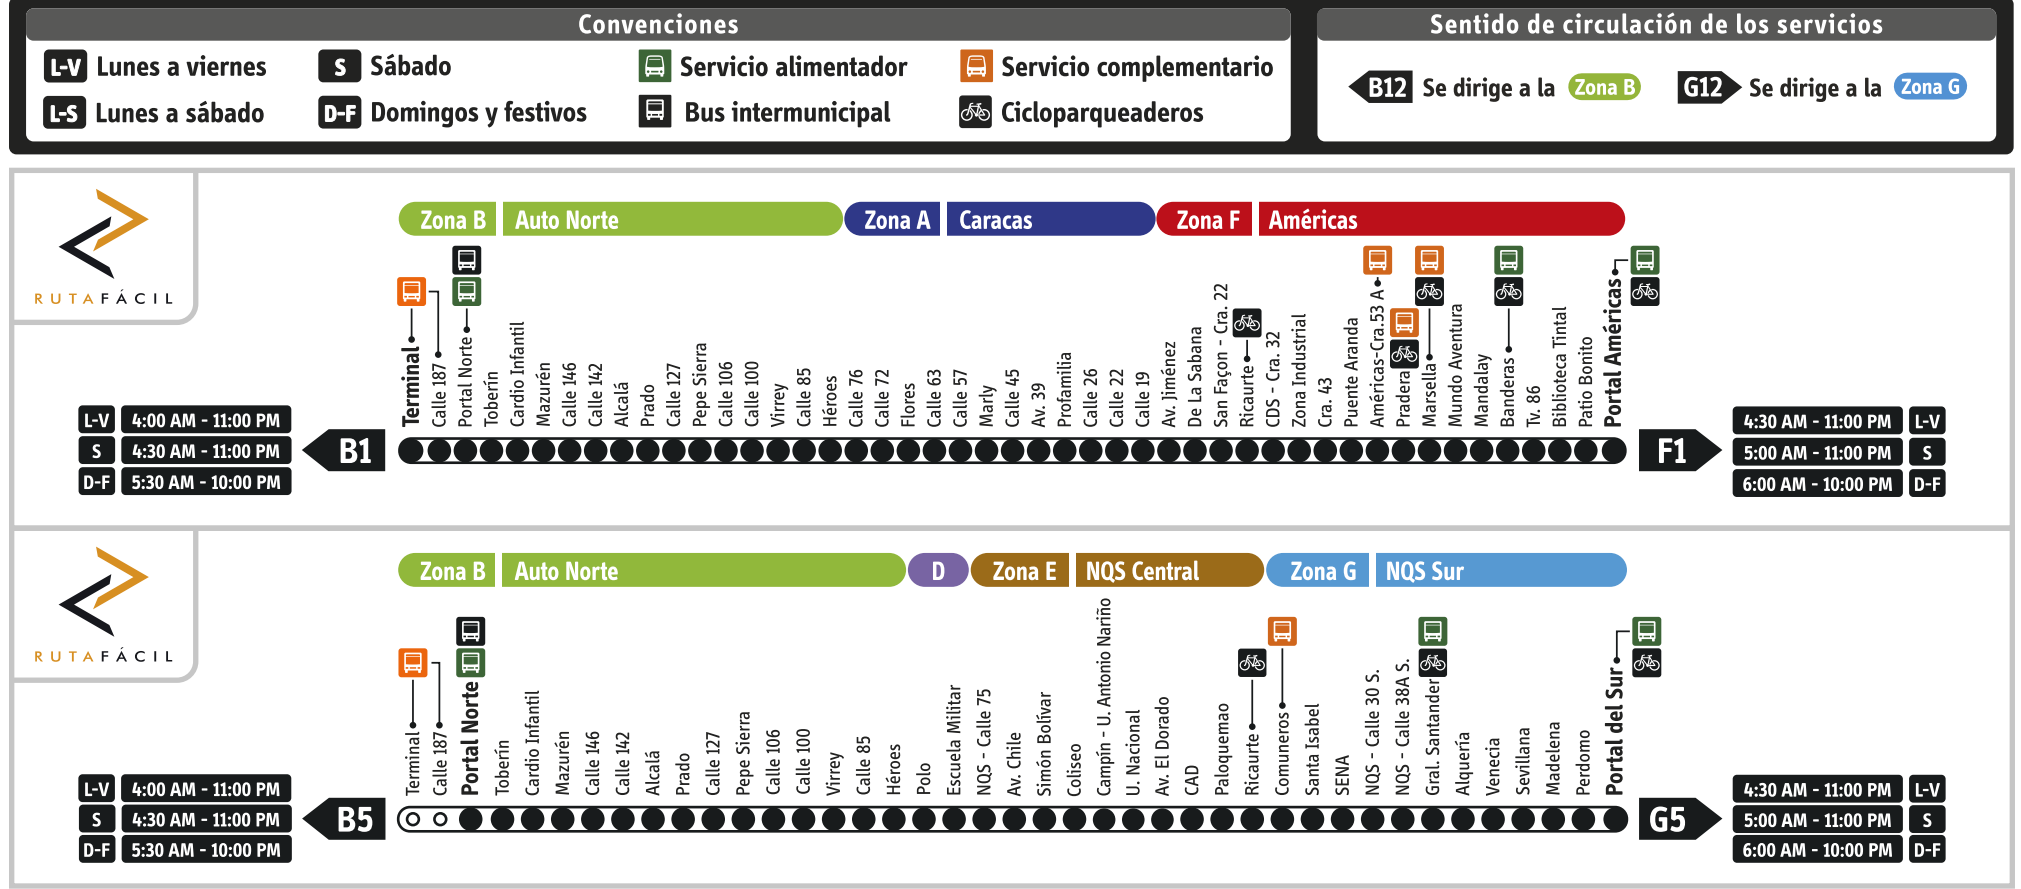 Convenciones
L-V Lunes a viernes
S Sábado
Servicio alimentador
Servicio complementario
L-S Lunes a sábado
D-F Domingos y festivos
Bus intermunicipal
Cicloparqueaderos
Sentido de circulación de los servicios
B12 Se dirige a la Zona B
G12 Se dirige a la Zona G
RUTAFÁCIL
Zona B Auto Norte
Zona A Caracas
Zona F Américas
Terminal
Calle 187
Portal Norte
Toberín
Cardio Infantil
Mazurén
Calle 146
Calle 142
Alcalá
Prado
Calle 127
Pepe Sierra
Calle 106
Calle 100
Virrey
Calle 85
Héroes
Calle 76
Calle 72
Flores
Calle 63
Calle 57
Marly
Calle 45
Av. 39
Profamilia
Calle 26
Calle 22
Calle 19
Av. Jiménez
De La Sabana
San Façon - Cra. 22
Ricaurte
CDS - Cra. 32
Zona Industrial
Cra. 43
Puente Aranda
Américas-Cra.53 A
Pradera
Marsella
Mundo Aventura
Mandalay
Banderas
Tv. 86
Biblioteca Tintal
Patio Bonito
Portal Américas
L-V 4:00 AM - 11:00 PM
S 4:30 AM - 11:00 PM
D-F 5:30 AM - 10:00 PM
B1
F1
4:30 AM - 11:00 PM L-V
5:00 AM - 11:00 PM S
6:00 AM - 10:00 PM D-F
RUTAFÁCIL
Zona B Auto Norte
D
Zona E NQS Central
Zona G NQS Sur
Terminal
Calle 187
Portal Norte
Toberín
Cardio Infantil
Mazurén
Calle 146
Calle 142
Alcalá
Prado
Calle 127
Pepe Sierra
Calle 106
Calle 100
Virrey
Calle 85
Héroes
Polo
Escuela Militar
NQS - Calle 75
Av. Chile
Simón Bolívar
Coliseo
Campín - U. Antonio Nariño
U. Nacional
Av. El Dorado
CAD
Paloquemao
Ricaurte
Comuneros
Santa Isabel
SENA
NQS - Calle 30 S.
NQS - Calle 38A S.
Gral. Santander
Alquería
Venecia
Sevillana
Madelena
Perdomo
Portal del Sur
L-V 4:00 AM - 11:00 PM
S 4:30 AM - 11:00 PM
D-F 5:30 AM - 10:00 PM
B5
G5
4:30 AM - 11:00 PM L-V
5:00 AM - 11:00 PM S
6:00 AM - 10:00 PM D-F